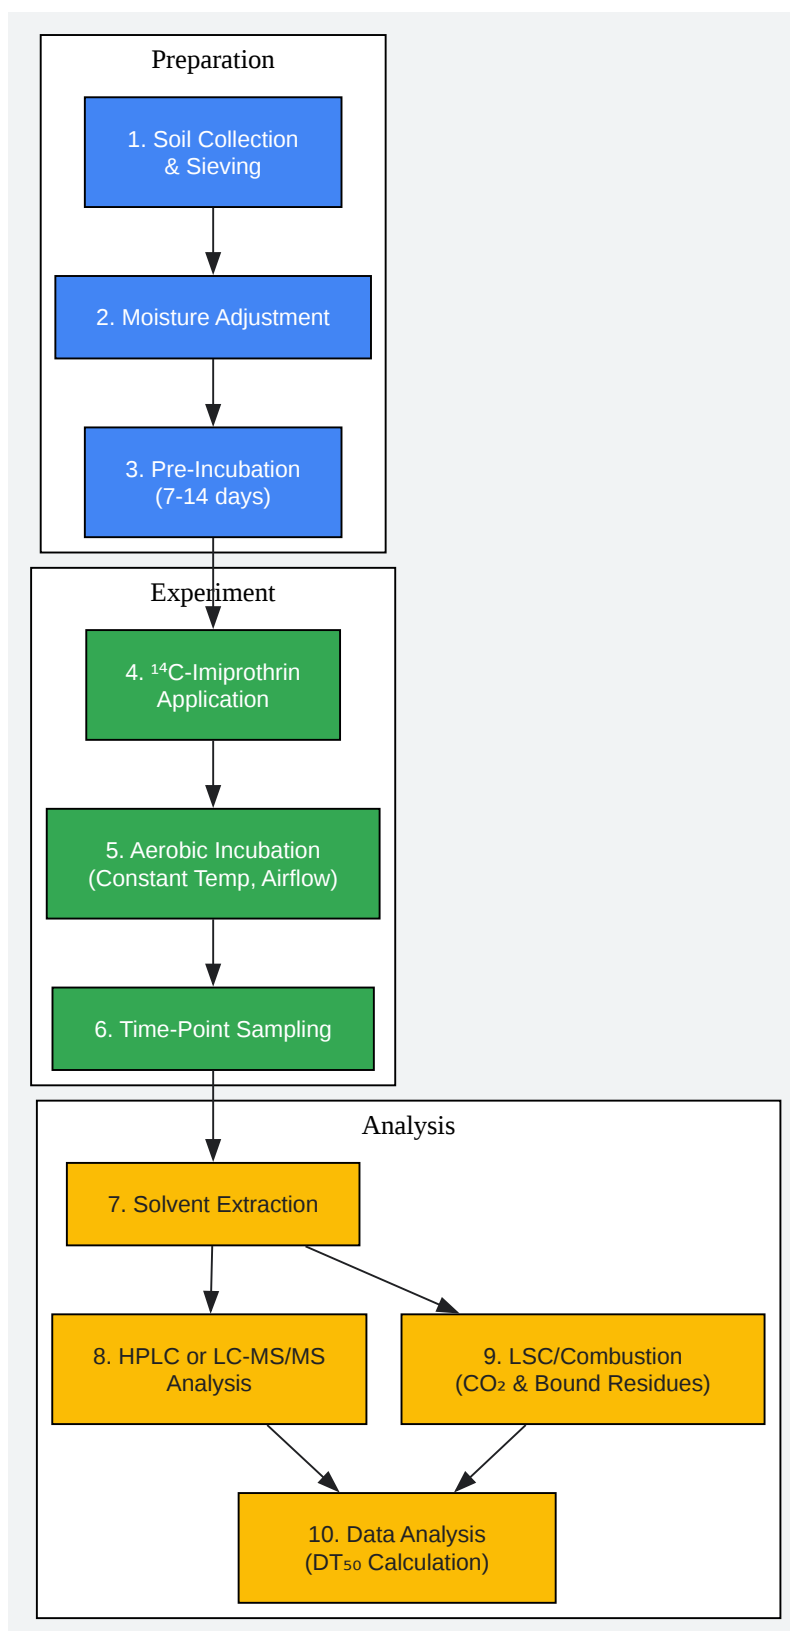 Preparation
1. Soil Collection
& Sieving
2. Moisture Adjustment
3. Pre-Incubation
(7-14 days)
Experiment
4. ¹⁴C-Imiprothrin
Application
5. Aerobic Incubation
(Constant Temp, Airflow)
6. Time-Point Sampling
Analysis
7. Solvent Extraction
8. HPLC or LC-MS/MS
Analysis
9. LSC/Combustion
(CO₂ & Bound Residues)
10. Data Analysis
(DT₅₀ Calculation)